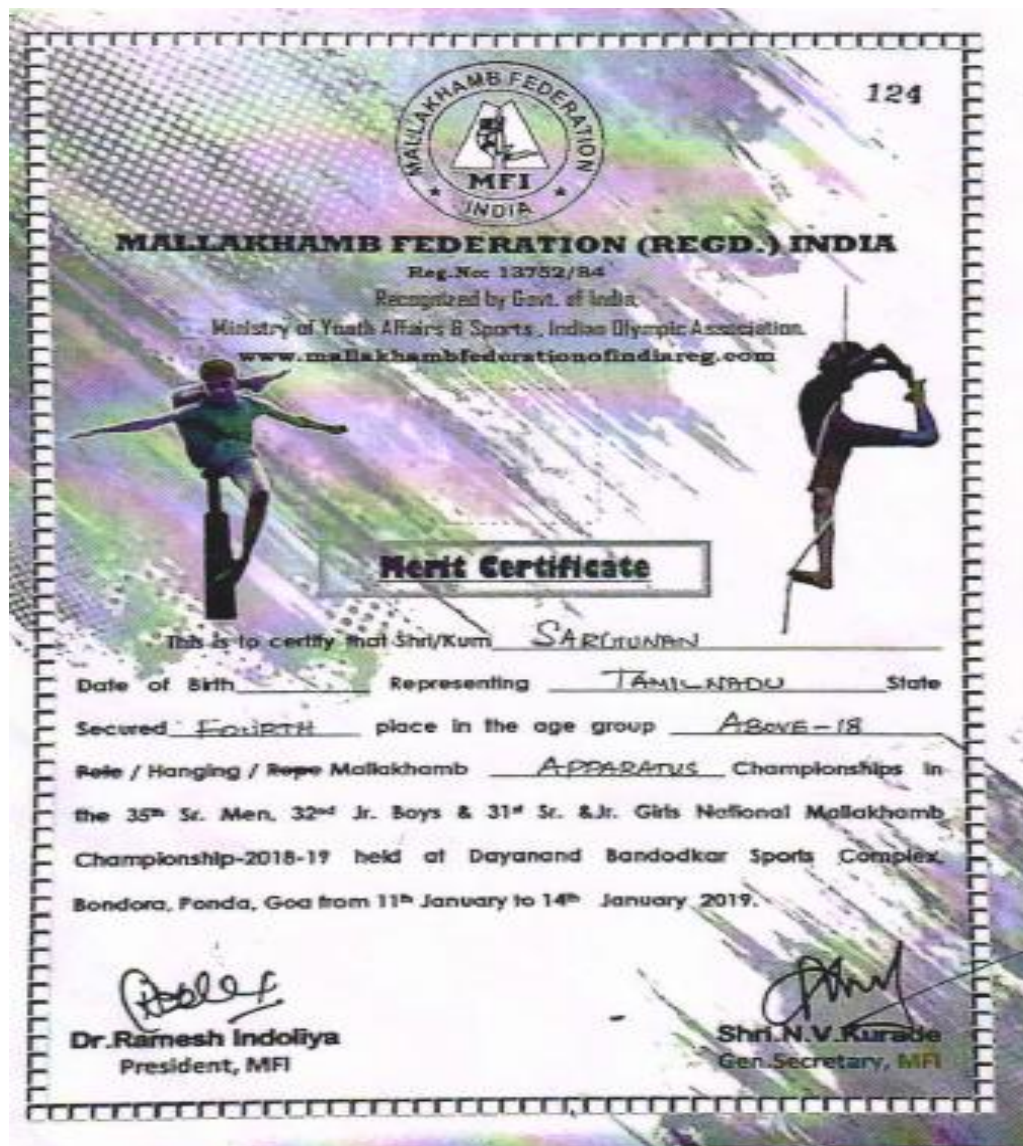 124
MALLAKHAMB FEDERATION
MFI
INDIA
MALLAKHAMB FEDERATION (REGD.) INDIA
Reg.No: 13752/84
Recognized by Govt. of India,
Ministry of Youth Affairs & Sports, Indian Olympic Association.
www.mallakhambfederationofindiareg.com
Merit Certificate
This is to certify that Shri/Kum
Date of Birth Representing TAMILNADU State
Secured FOURTH place in the age group ABOVE-18
Pole / Hanging / Rope Mallakhamb APPARATUS Championships in
the 35th Sr. Men, 32nd Jr. Boys & 31st Sr. &Jr. Girls National Mallakhamb
Championship-2018-19 held at Dayanand Bandodkar Sports Complex,
Bondora, Ponda, Goa from 11th January to 14th January 2019.
Dr.Ramesh Indoliya
Shri.N.V.Kurade
President, MFI
Gen.Secretary, MFI